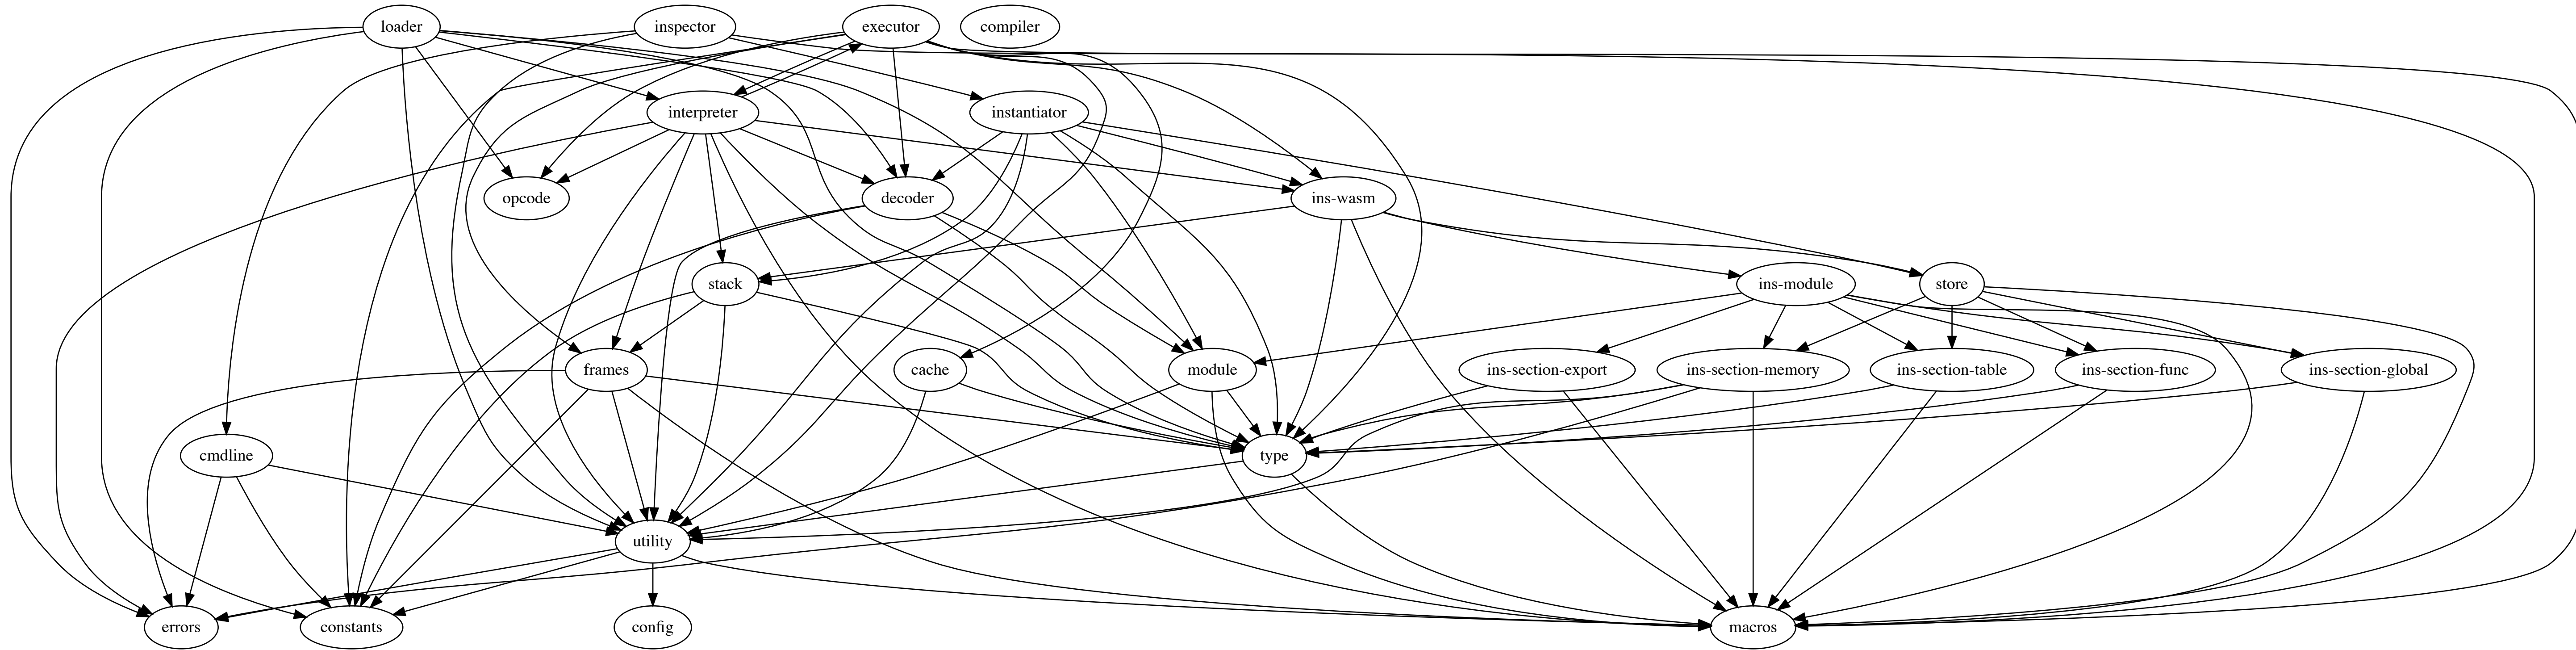 loader
inspector
executor
compiler
interpreter
instantiator
opcode
decoder
ins-wasm
stack
ins-module
store
frames
cache
module
ins-section-export
ins-section-memory
ins-section-table
ins-section-func
ins-section-global
cmdline
type
utility
errors
constants
config
macros